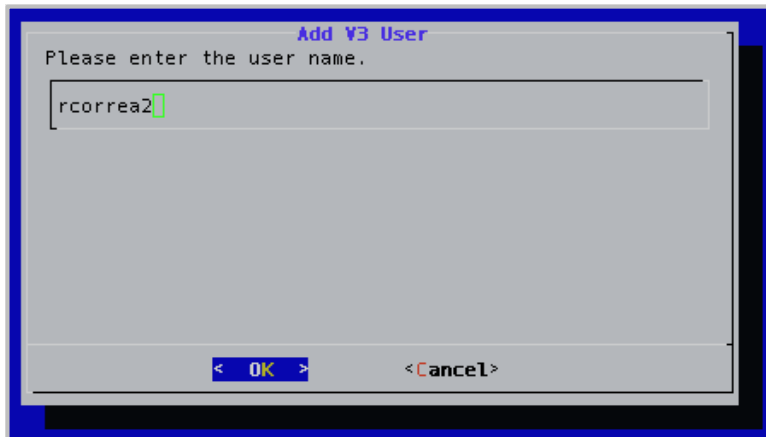 Add V3 User
Please enter the user name.
rcorrea2
< OK > <Cancel>